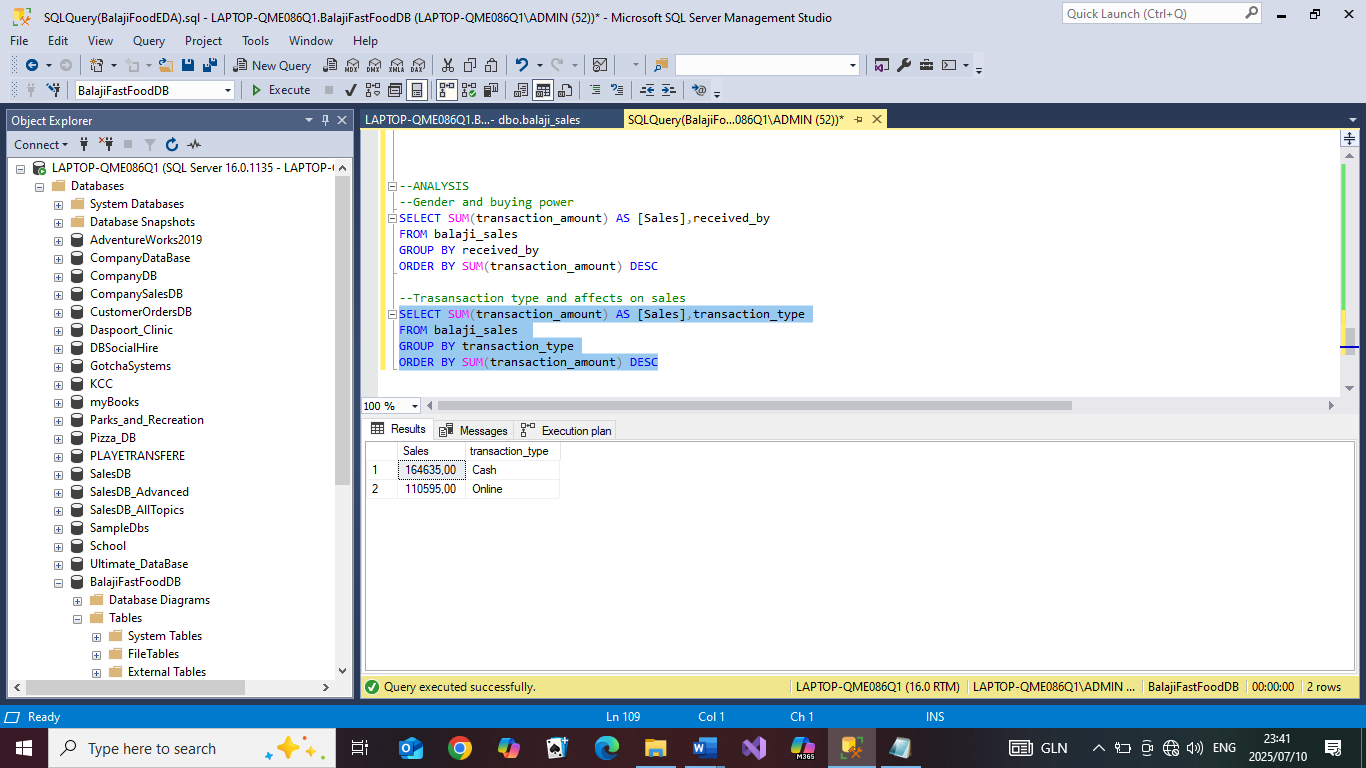 SQLQuery(BalajiFoodEDA).sql - LAPTOP-QME086Q1.BalajiFastFoodDB (LAPTOP-QME086Q1\ADMIN (52))* - Microsoft SQL Server Management Studio
Quick Launch (Ctrl+Q)
File Edit View Query Project Tools Window Help
New Query MDX DMX XMLA DAX
BalajiFastFoodDB Execute
Object Explorer
Connect
LAPTOP-QME086Q1 (SQL Server 16.0.1135 - LAPTOP-
Databases
System Databases
Database Snapshots
AdventureWorks2019
CompanyDataBase
CompanyDB
CompanySalesDB
CustomerOrdersDB
Daspoort_Clinic
DBSocialHire
GotchaSystems
KCC
myBooks
Parks_and_Recreation
Pizza_DB
PLAYETRANSFERE
SalesDB
SalesDB_Advanced
SalesDB_AllTopics
SampleDbs
School
Ultimate_DataBase
BalajiFastFoodDB
Database Diagrams
Tables
System Tables
FileTables
External Tables
LAPTOP-QME086Q1.B...- dbo.balaji_sales
SQLQuery(BalajiFo...086Q1\ADMIN (52))*
--ANALYSIS
--Gender and buying power
SELECT SUM(transaction_amount) AS [Sales],received_by
FROM balaji_sales
GROUP BY received_by
ORDER BY SUM(transaction_amount) DESC
--Trasansaction type and affects on sales
SELECT SUM(transaction_amount) AS [Sales],transaction_type
FROM balaji_sales
GROUP BY transaction_type
ORDER BY SUM(transaction_amount) DESC
100 %
Results Messages Execution plan
Sales transaction_type
1 164635,00 Cash
2 110595,00 Online
Query executed successfully.
LAPTOP-QME086Q1 (16.0 RTM) LAPTOP-QME086Q1\ADMIN ... BalajiFastFoodDB 00:00:00 2 rows
Ready Ln 109 Col 1 Ch 1 INS
Type here to search
M365
GLN
ENG
23:41
2025/07/10